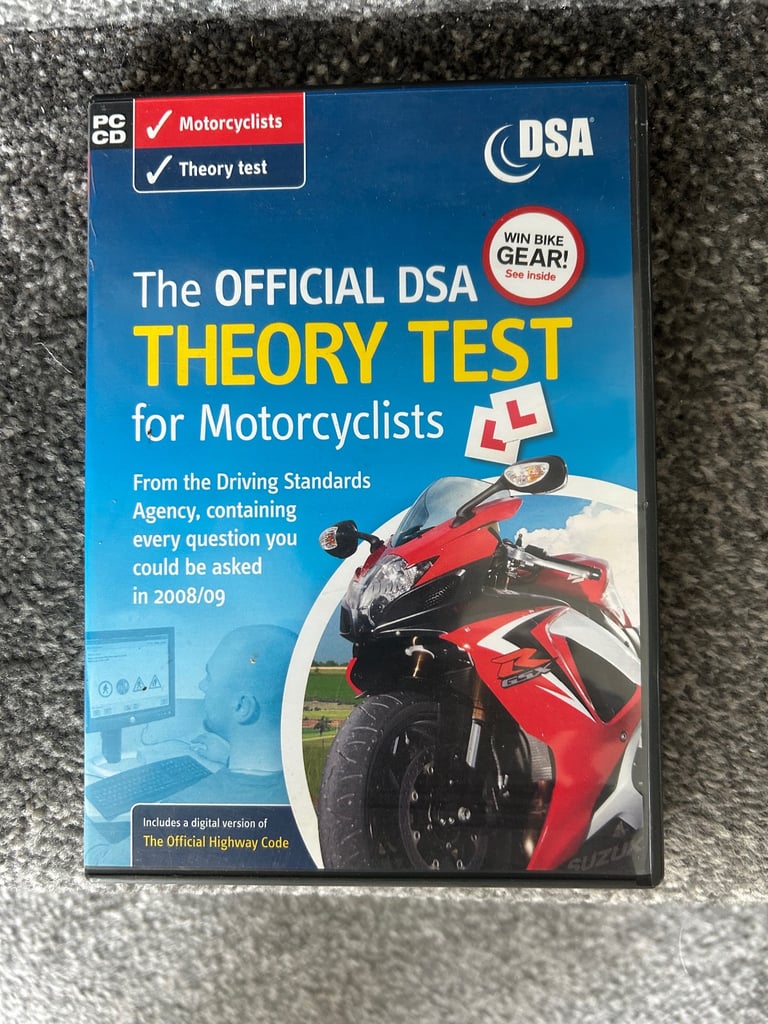 PC
CD
Motorcyclists
Theory test
DSA
WIN BIKE
GEAR!
See inside
The OFFICIAL DSA
THEORY TEST
for Motorcyclists
L
L
From the Driving Standards
Agency, containing
every question you
could be asked
in 2008/09
R
GSX
Includes a digital version of
The Official Highway Code
SUZUK